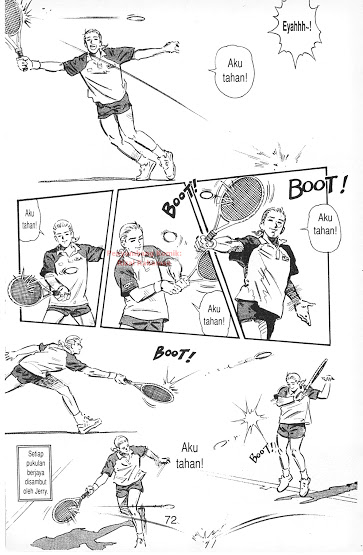 Eyahhh~!
Aku
tahan!
BOOT!
BOOT!
Aku
tahan!
Aku
tahan!
Aku
tahan!
BOOT!
BOOT!
Setiap
pukulan
berjaya
disambut
oleh Jerry.
Aku
tahan!
72